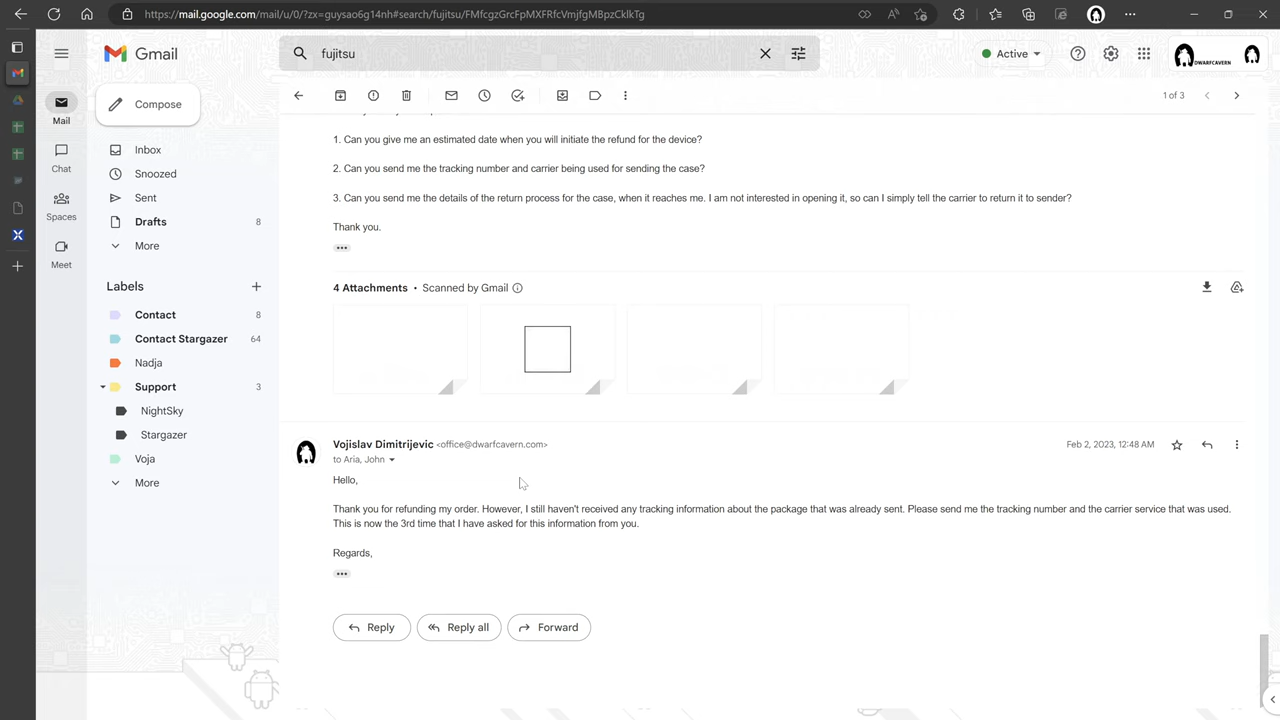 https://mail.google.com/mail/u/0/?zx=guysao6g14nh#search/fujitsu/FMfcgzGrcFpMXFRfcVmjfgMBpzCklkTg
Gmail
fujitsu
Active
DWARFCAVERN
Mail
Compose
1 of 3
Inbox
Chat
Snoozed
Sent
Spaces
Drafts 8
More
Meet
Labels
Contact 8
Contact Stargazer 64
Nadja
Support 3
NightSky
Stargazer
Voja
More
1. Can you give me an estimated date when you will initiate the refund for the device?
2. Can you send me the tracking number and carrier being used for sending the case?
3. Can you send me the details of the return process for the case, when it reaches me. I am not interested in opening it, so can I simply tell the carrier to return it to sender?
Thank you.
4 Attachments • Scanned by Gmail
Vojislav Dimitrijevic <office@dwarfcavern.com> Feb 2, 2023, 12:48 AM
to Aria, John
Hello,
Thank you for refunding my order. However, I still haven't received any tracking information about the package that was already sent. Please send me the tracking number and the carrier service that was used.
This is now the 3rd time that I have asked for this information from you.
Regards,
Reply Reply all Forward